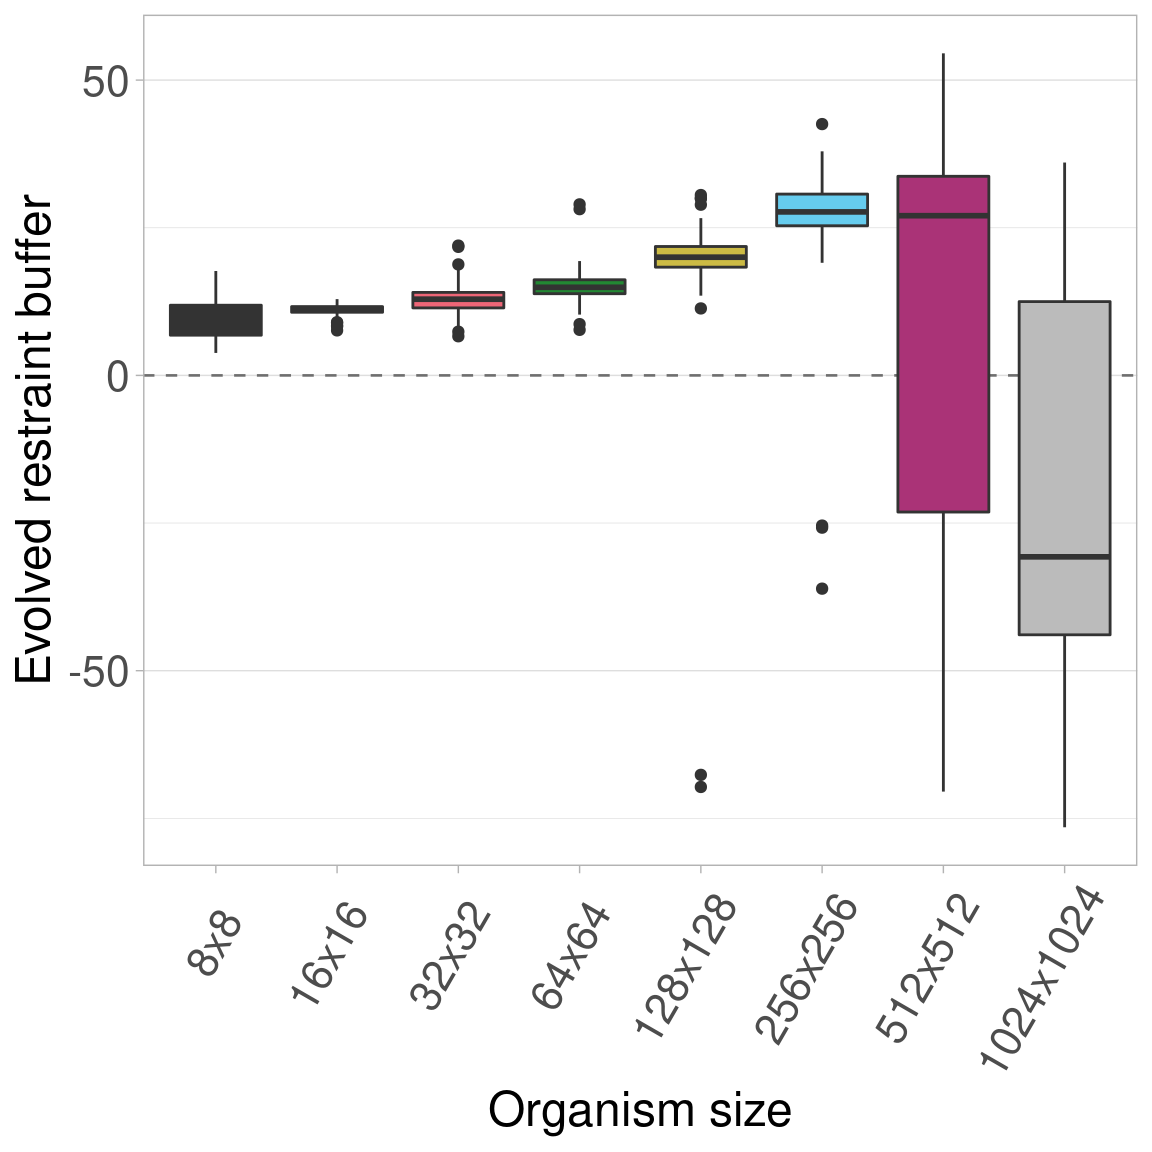 Evolved restraint buffer
50
0
-50
8x8
16x16
32x32
64x64
128x128
256x256
512x512
1024x1024
Organism size